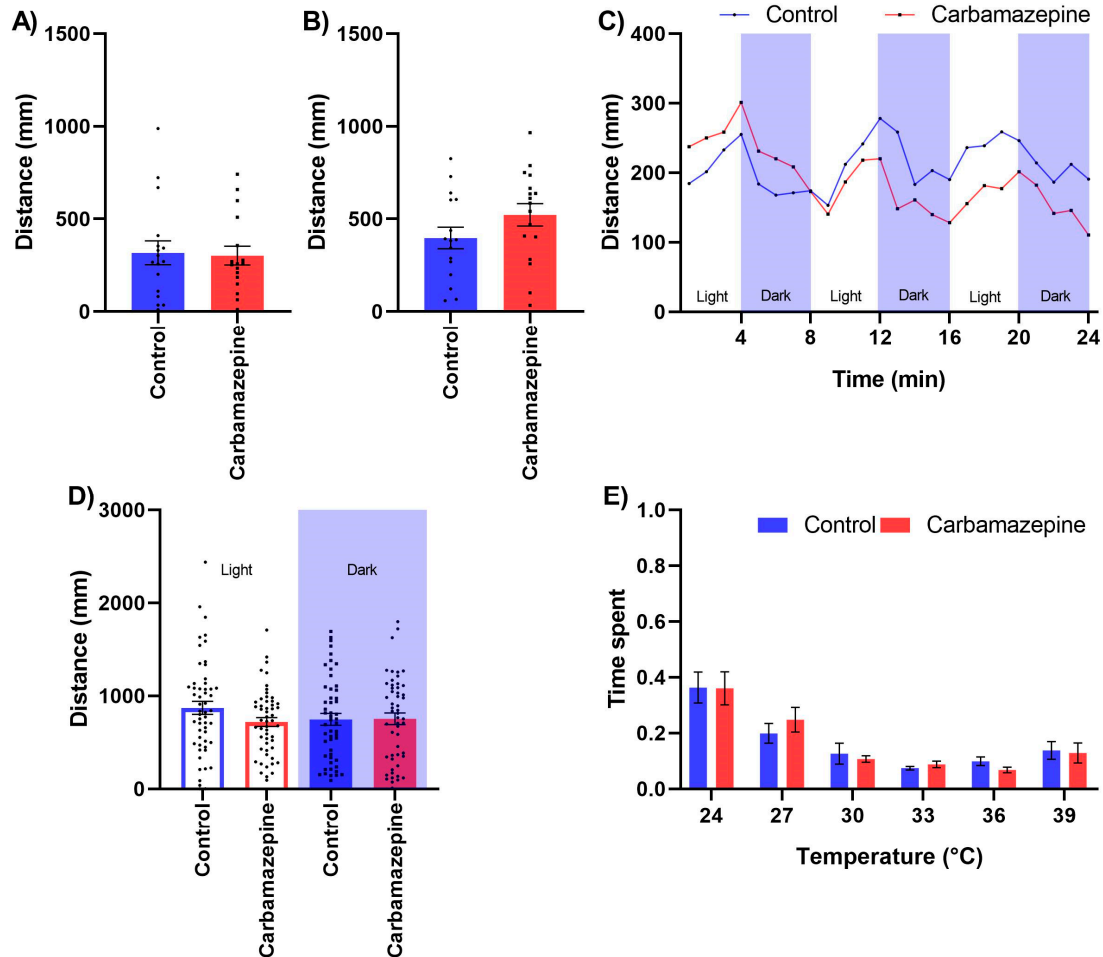 A)
1500
1000
500
0
Distance (mm)
Control
Carbamazepine
B)
1500
1000
500
0
Distance (mm)
Control
Carbamazepine
C)
Control
Carbamazepine
400
300
200
100
0
Distance (mm)
Light
Dark
Light
Dark
Light
Dark
4
8
12
16
20
24
Time (min)
D)
3000
2000
1000
0
Distance (mm)
Light
Dark
Control
Carbamazepine
Control
Carbamazepine
E)
Control
Carbamazepine
1.0
0.8
0.6
0.4
0.2
0.0
Time spent
24
27
30
33
36
39
Temperature (°C)